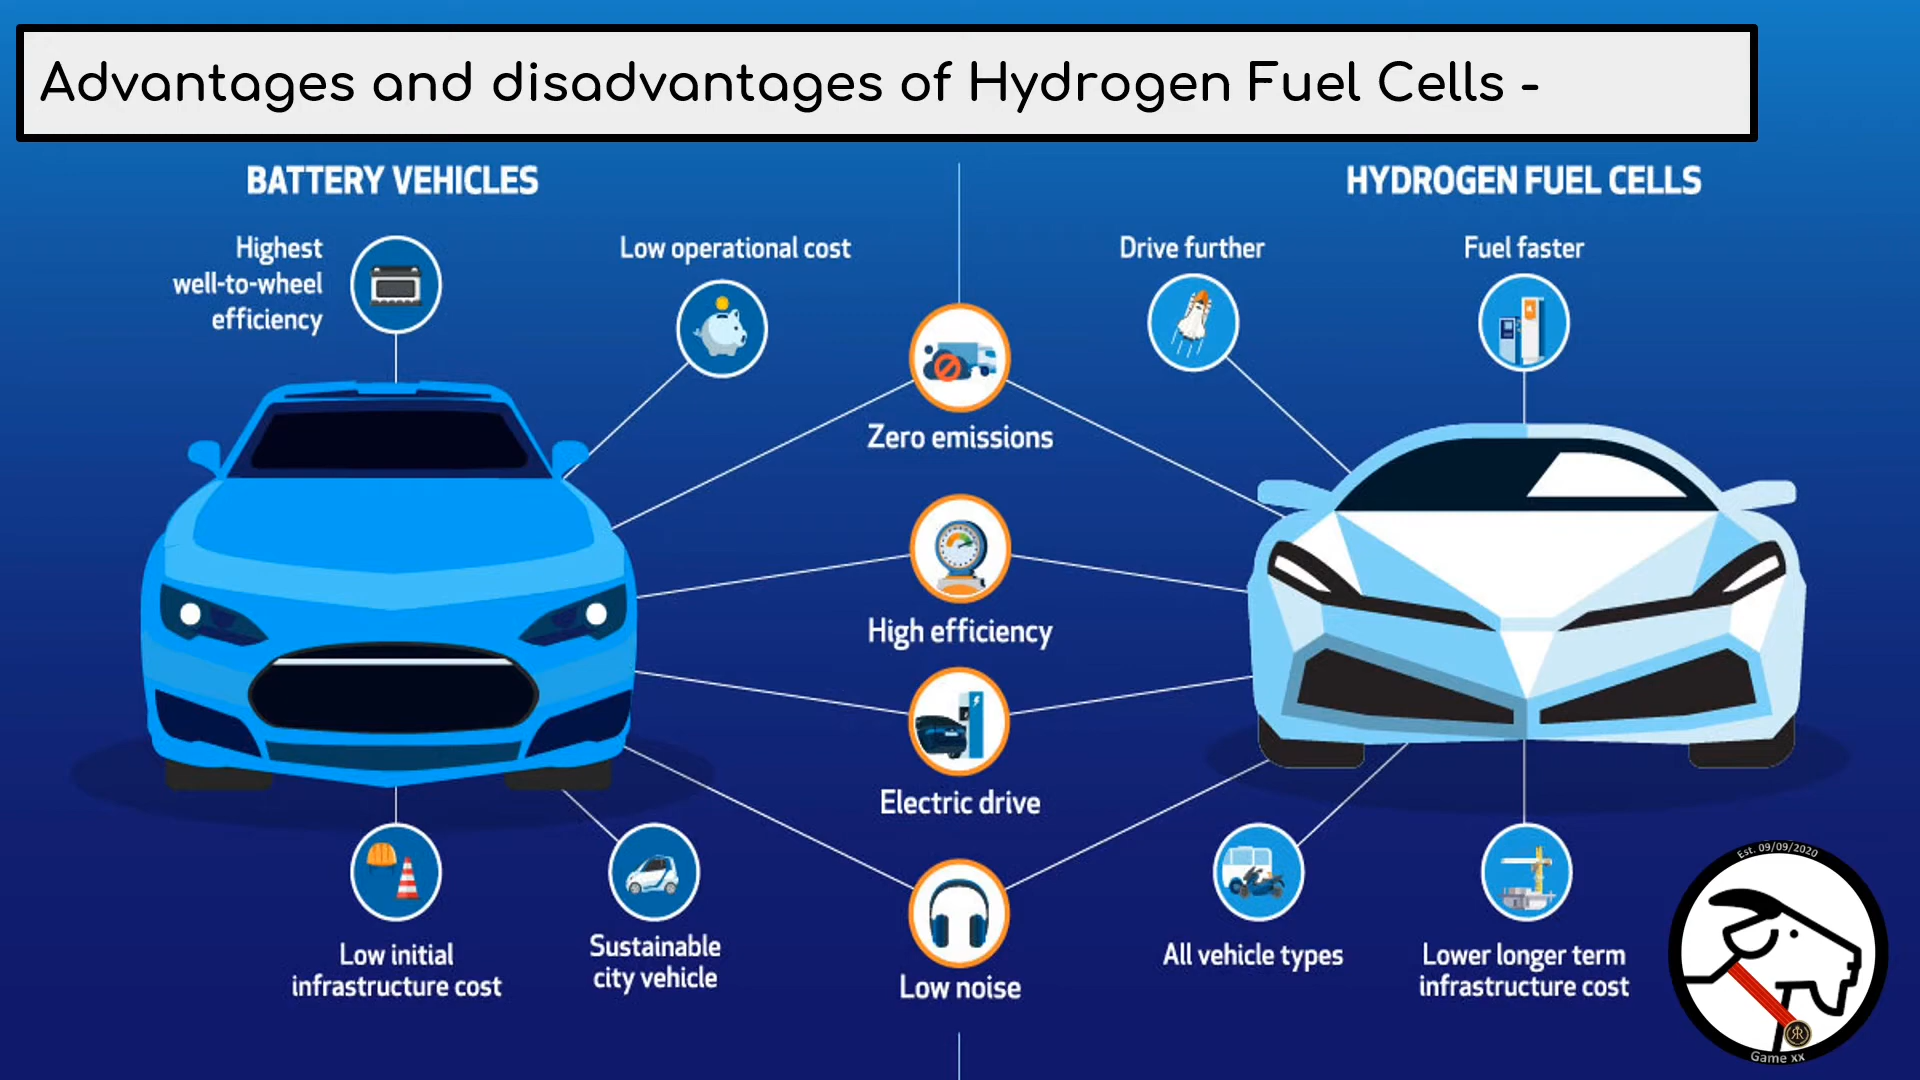 Advantages and disadvantages of Hydrogen Fuel Cells -
BATTERY VEHICLES
HYDROGEN FUEL CELLS
Highest
well-to-wheel
efficiency
Low operational cost
Drive further
Fuel faster
Zero emissions
High efficiency
Electric drive
Low noise
Low initial
infrastructure cost
Sustainable
city vehicle
All vehicle types
Lower longer term
infrastructure cost
Est. 09/09/2020
Game xx